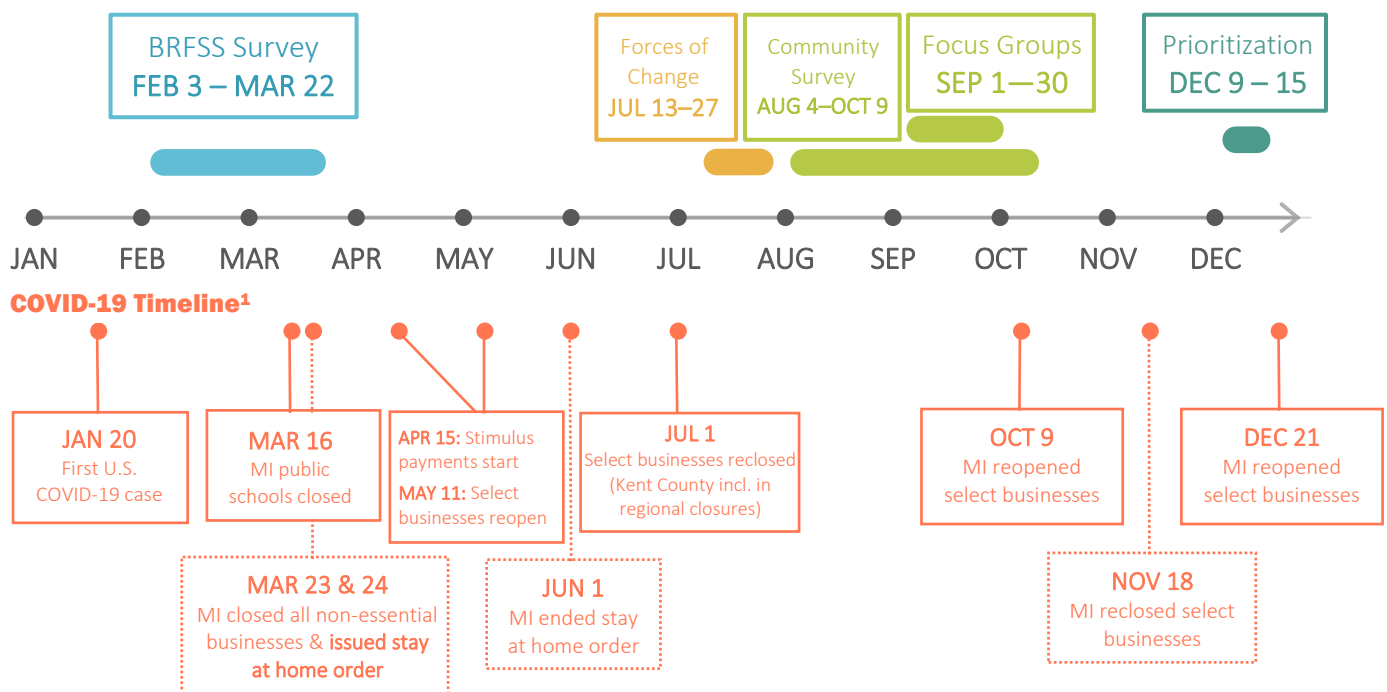 BRFSS Survey
FEB 3 – MAR 22
Forces of
Change
JUL 13–27
Community
Survey
AUG 4–OCT 9
Focus Groups
SEP 1—30
Prioritization
DEC 9 – 15
JAN FEB MAR APR MAY JUN JUL AUG SEP OCT NOV DEC
COVID-19 Timeline¹
JAN 20
First U.S.
COVID-19 case
MAR 16
MI public
schools closed
MAR 23 & 24
MI closed all non-essential
businesses & issued stay
at home order
APR 15: Stimulus
payments start
MAY 11: Select
businesses reopen
JUN 1
MI ended stay
at home order
JUL 1
Select businesses reclosed
(Kent County incl. in
regional closures)
OCT 9
MI reopened
select businesses
NOV 18
MI reclosed select
businesses
DEC 21
MI reopened
select businesses